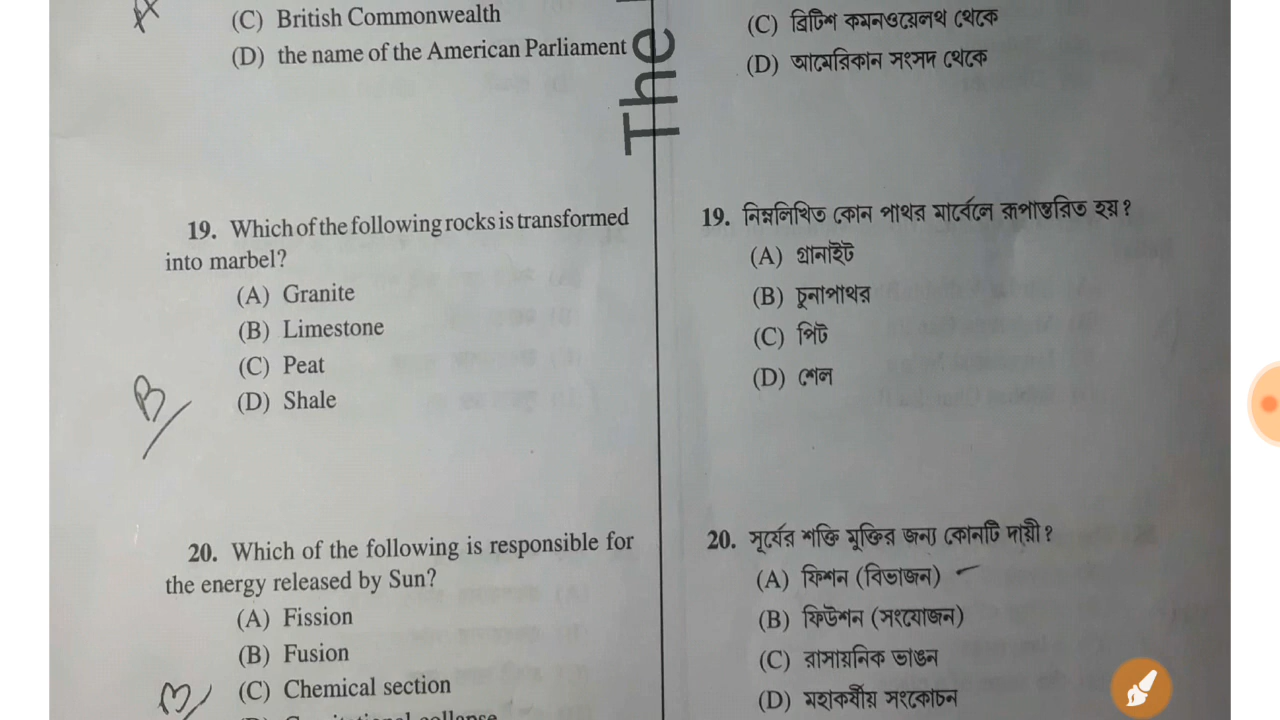 (C) British Commonwealth
(D) the name of the American Parliament
The
19. Which of the following rocks is transformed
into marbel?
(A) Granite
(B) Limestone
(C) Peat
(D) Shale
B
20. Which of the following is responsible for
the energy released by Sun?
(A) Fission
(B) Fusion
(C) Chemical section
(C) ব্রিটিশ কমনওয়েলথ থেকে
(D) আমেরিকান সংসদ থেকে
19. নিম্নলিখিত কোন পাথর মার্বেলে রূপান্তরিত হয়?
(A) গ্রানাইট
(B) চুনাপাথর
(C) পিট
(D) শেল
20. সূর্যের শক্তি মুক্তির জন্য কোনটি দায়ী?
(A) ফিশন (বিভাজন)
(B) ফিউশন (সংযোজন)
(C) রাসায়নিক ভাঙন
(D) মহাকর্ষীয় সংকোচন